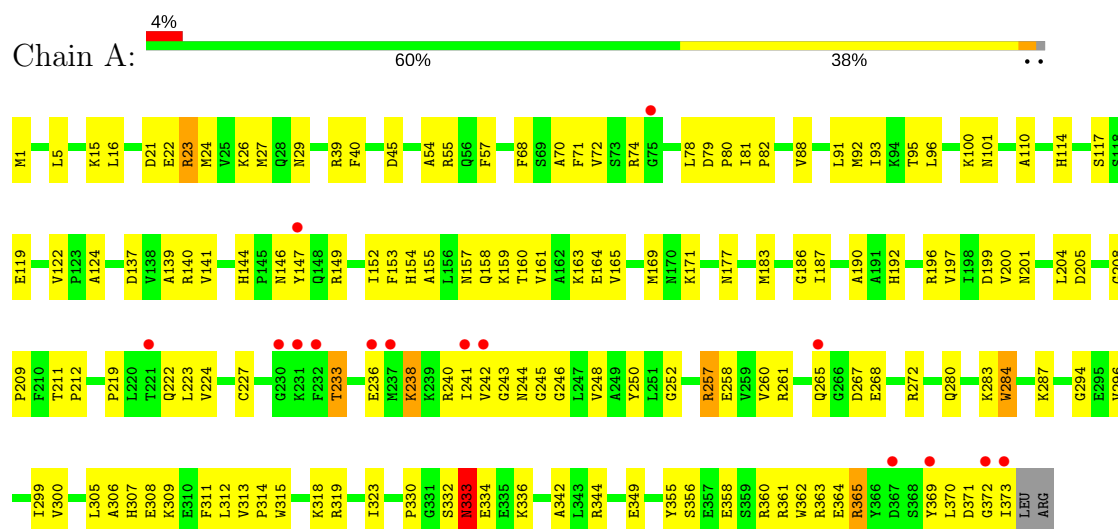 4%
Chain A:
60% 38% ..
M1 L5 K15 L16 D21 E22 R23 M24 V25 K26 M27 Q28 N29 R39 F40 D45 A54 R55 Q56 F57 F68 S69 A70 F71 V72 S73 R74 G75 L78 D79 P80 I81 P82 V88 L91 M92 I93 K94 T95 L96 K100 N101 A110 H114 S117 S118
E119 V122 P123 A124 D137 V138 A139 R140 V141 H144 P145 N146 Y147 Q148 R149 I152 F153 H154 A155 L156 N157 Q158 K159 T160 V161 A162 K163 E164 V165 M169 N170 K171 N177 M183 G186 I187 A190 A191 H192 R196 V197 I198 D199 V200 N201 L204 D205 G208
P209 F210 T211 P212 P219 L220 T221 Q222 L223 V224 C227 G230 K231 F232 T233 E236 M237 K238 K239 R240 I241 V242 G243 N244 G245 G246 L247 V248 A249 Y250 L251 G252 R257 E258 V259 V260 R261 Q265 G266 D267 E268 R272 Q280 K283 W284 K287 G294 E295 V296
I299 V300 L305 A306 H307 E308 K309 E310 F311 L312 V313 P314 W315 K318 R319 I323 P330 G331 S332 N333 E334 E335 K336 A342 L343 R344 E349 Y355 S356 E357 E358 S359 R360 R361 W362 R363 E364 R365 Y366 D367 S368 Y369 L370 D371 G372 I373 LEU ARG